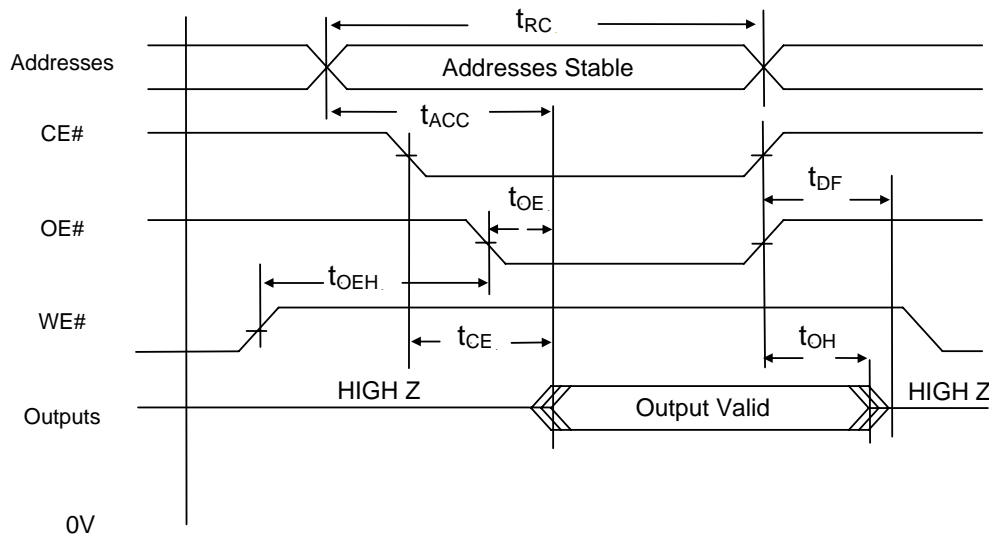 tRC
Addresses
Addresses Stable
tACC
CE#
tDF
tOE
OE#
tOEH
WE#
tCE
tOH
HIGH Z
Output Valid
HIGH Z
Outputs
0V